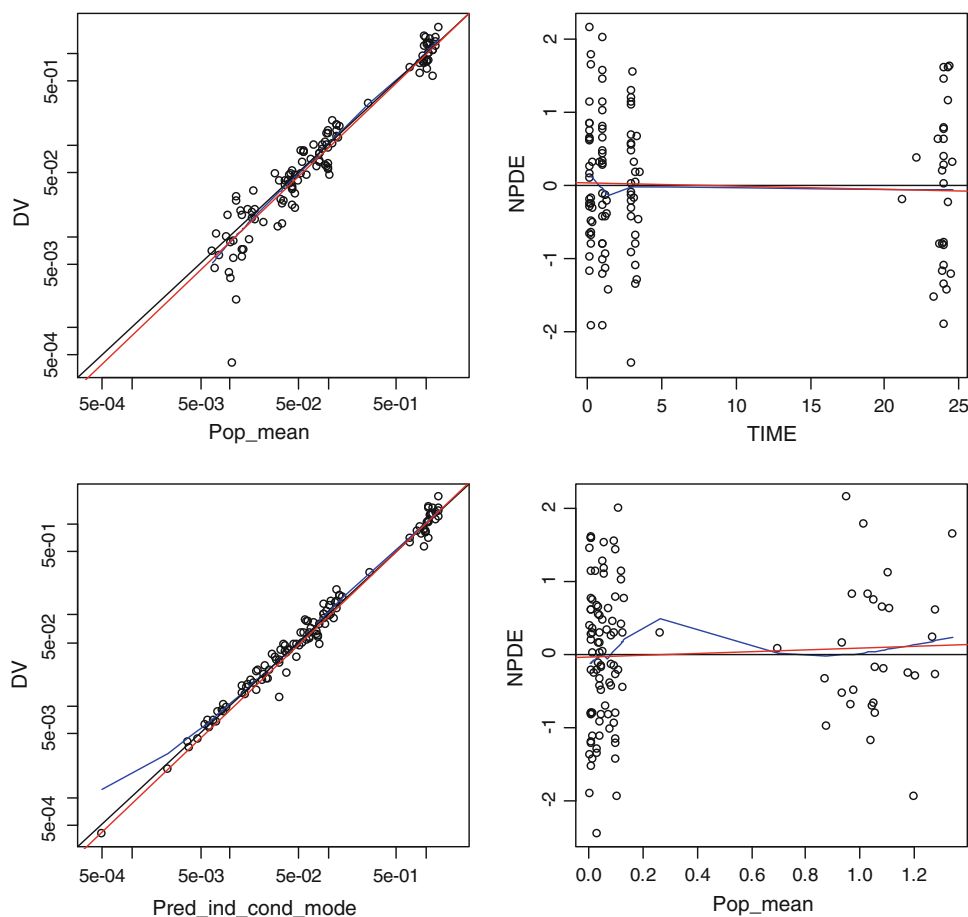 DV
5e-01
5e-02
5e-03
5e-04
5e-04 5e-03 5e-02 5e-01
Pop_mean
NPDE
2
1
0
-1
-2
0 5 10 15 20 25
TIME
DV
5e-01
5e-02
5e-03
5e-04
5e-04 5e-03 5e-02 5e-01
Pred_ind_cond_mode
NPDE
2
1
0
-1
-2
0.0 0.2 0.4 0.6 0.8 1.0 1.2
Pop_mean